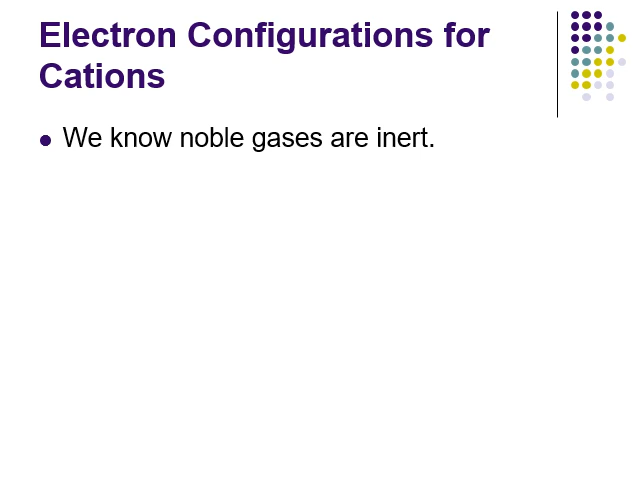 Electron Configurations for
Cations
We know noble gases are inert.